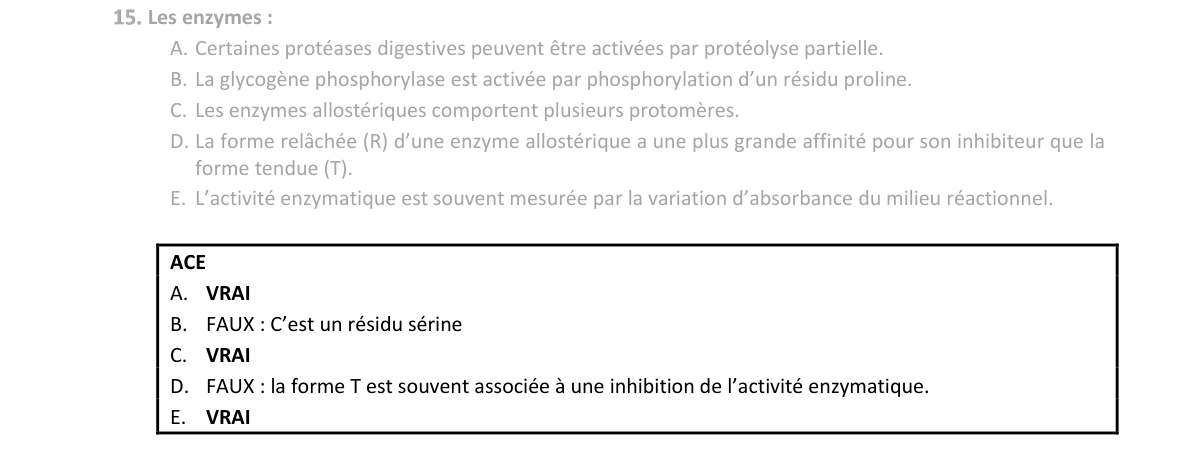 15. Les enzymes :
A. Certaines protéases digestives peuvent être activées par protéolyse partielle.
B. La glycogène phosphorylase est activée par phosphorylation d’un résidu proline.
C. Les enzymes allostériques comportent plusieurs protomères.
D. La forme relâchée (R) d’une enzyme allostérique a une plus grande affinité pour son inhibiteur que la
forme tendue (T).
E. L’activité enzymatique est souvent mesurée par la variation d’absorbance du milieu réactionnel.
ACE
A. VRAI
B. FAUX : C’est un résidu sérine
C. VRAI
D. FAUX : la forme T est souvent associée à une inhibition de l’activité enzymatique.
E. VRAI